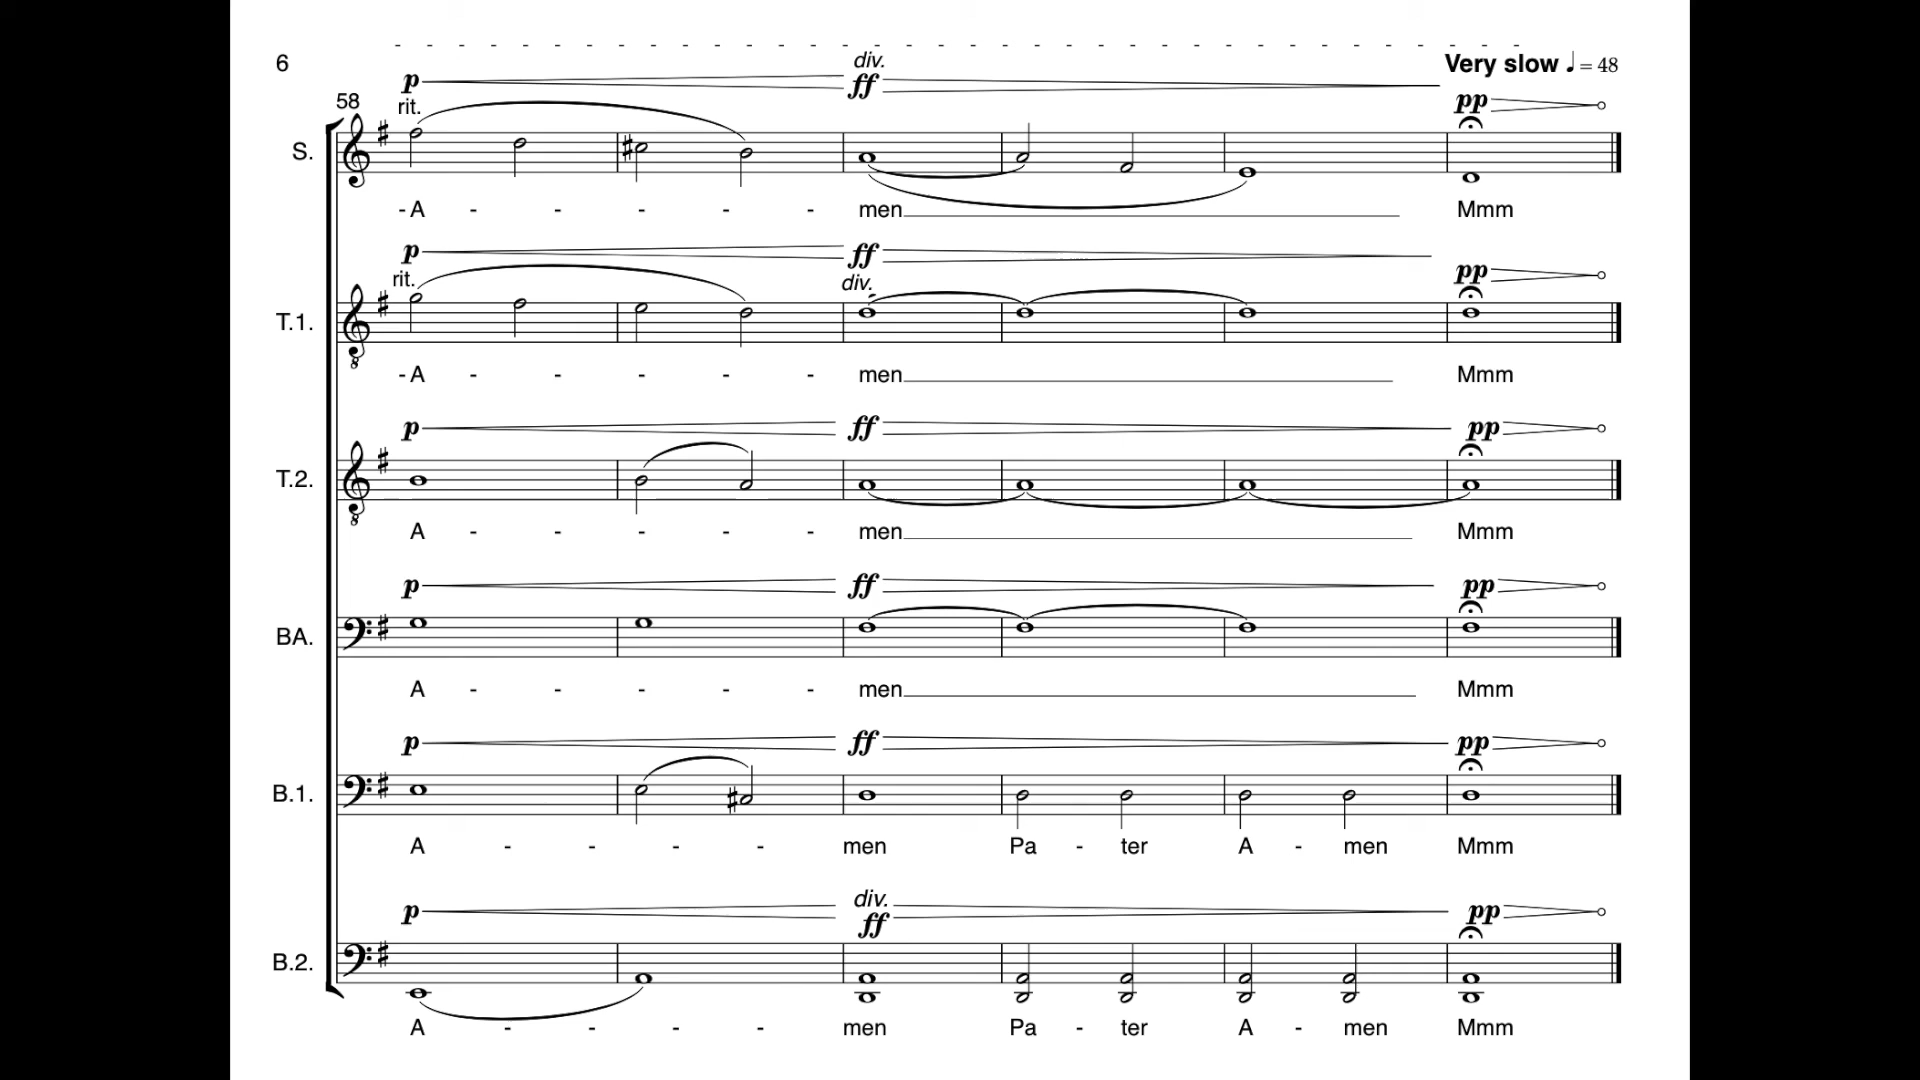 6
Very slow ♩ = 48
div.
p ff pp
58
rit.
S.
- A - - - - - men Mmm
p ff pp
rit.
div.
T.1.
- A - - - - - men Mmm
p ff pp
T.2.
A - - - - - men Mmm
p ff pp
BA.
A - - - - - men Mmm
p ff pp
B.1.
A - - - - men Pa - ter A - men Mmm
div.
p ff pp
B.2.
A - - - - men Pa - ter A - men Mmm